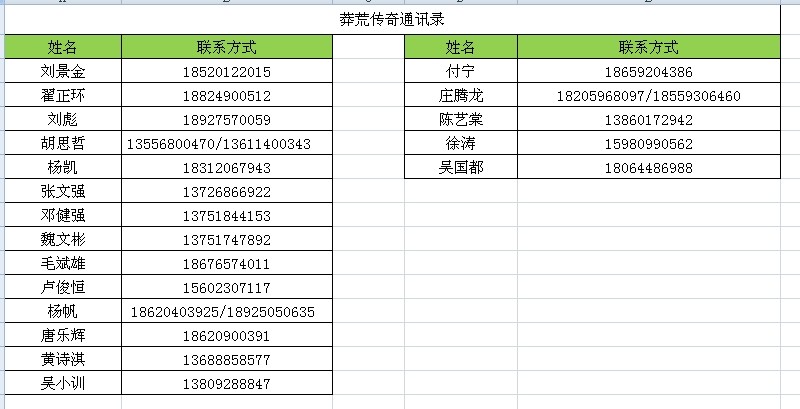 莽荒传奇通讯录
姓名 联系方式 姓名 联系方式
刘景金 18520122015 付宁 18659204386
翟正环 18824900512 庄腾龙 18205968097/18559306460
刘彪 18927570059 陈艺棠 13860172942
胡思哲 13556800470/13611400343 徐涛 15980990562
杨凯 18312067943 吴国都 18064486988
张文强 13726866922
邓健强 13751844153
魏文彬 13751747892
毛斌雄 18676574011
卢俊恒 15602307117
杨帆 18620403925/18925050635
唐乐辉 18620900391
黄诗淇 13688858577
吴小训 13809288847